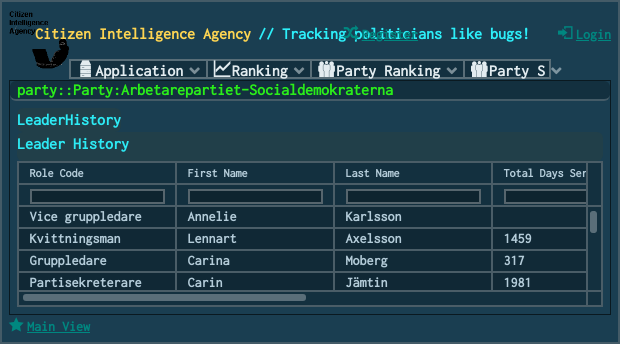 Citizen
Intelligence
Agency
Citizen Intelligence Agency // Tracking politicians like bugs!
Register
Login
Application
Ranking
Party Ranking
Party S
party::Party:Arbetarepartiet-Socialdemokraterna
LeaderHistory
Leader History
Role Code First Name Last Name Total Days Ser
Vice gruppledare Annelie Karlsson
Kvittningsman Lennart Axelsson 1459
Gruppledare Carina Moberg 317
Partisekreterare Carin Jämtin 1981
Main View